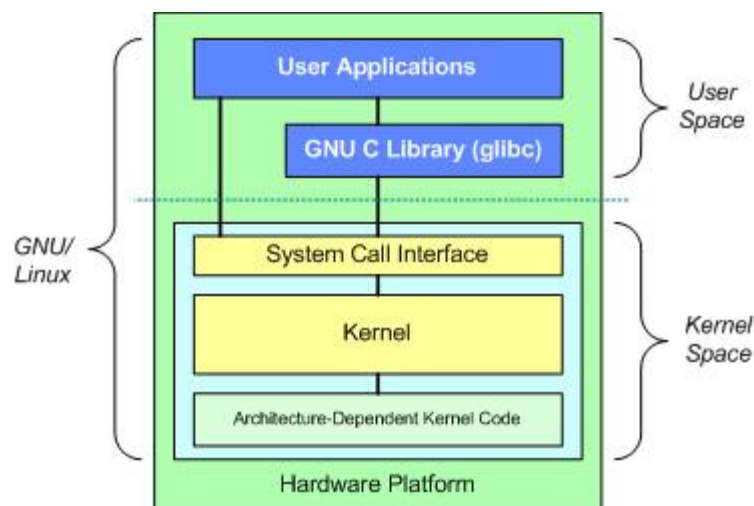 User Applications
GNU C Library (glibc)
User
Space
GNU/
Linux
System Call Interface
Kernel
Kernel
Space
Architecture-Dependent Kernel Code
Hardware Platform